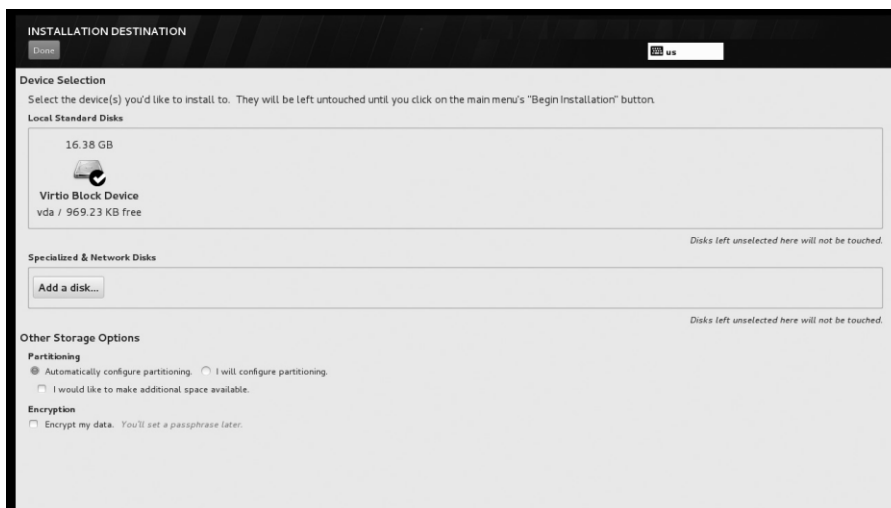 INSTALLATION DESTINATION
Done
us
Device Selection
Select the device(s) you'd like to install to. They will be left untouched until you click on the main menu's "Begin Installation" button.
Local Standard Disks
16.38 GB
Virtio Block Device
vda / 969.23 KB free
Disks left unselected here will not be touched.
Specialized & Network Disks
Add a disk...
Disks left unselected here will not be touched.
Other Storage Options
Partitioning
Automatically configure partitioning. I will configure partitioning.
I would like to make additional space available.
Encryption
Encrypt my data. You'll set a passphrase later.